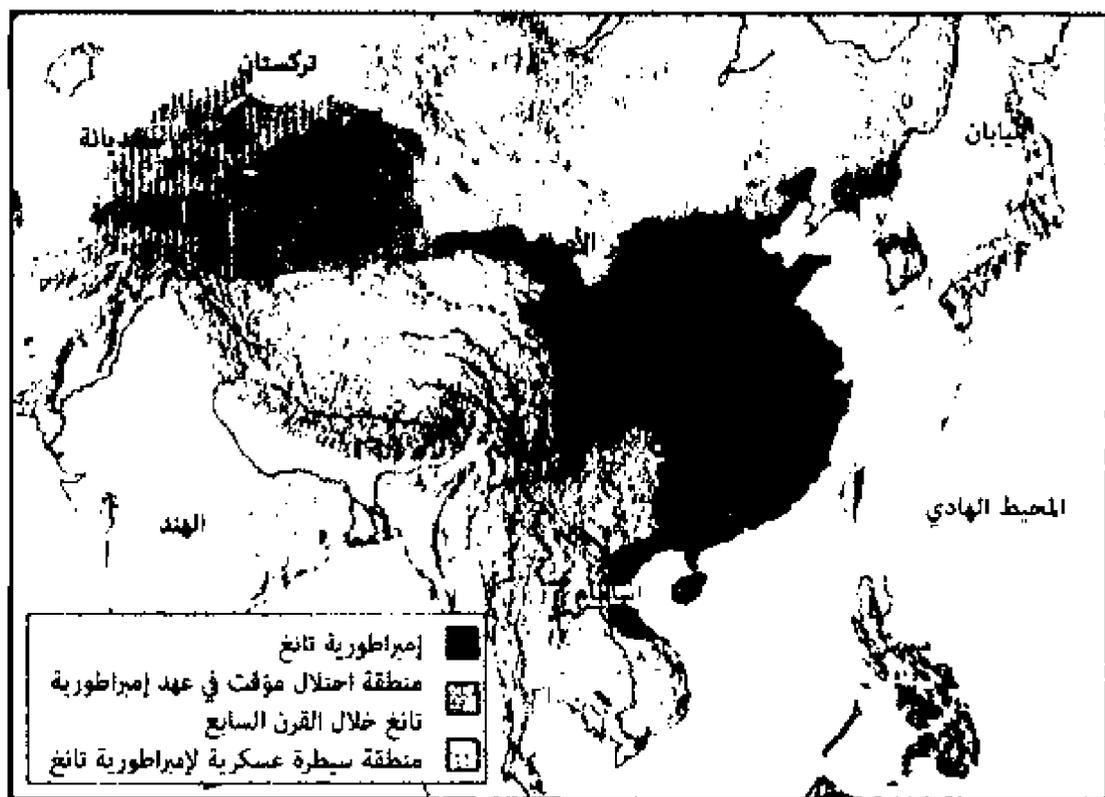 تركستان
اليابان
الهند
المحيط الهادي
إمبراطورية تانغ
منطقة احتلال مؤقت في عهد إمبراطورية
تانغ خلال القرن السابع
منطقة سيطرة عسكرية لإمبراطورية تانغ